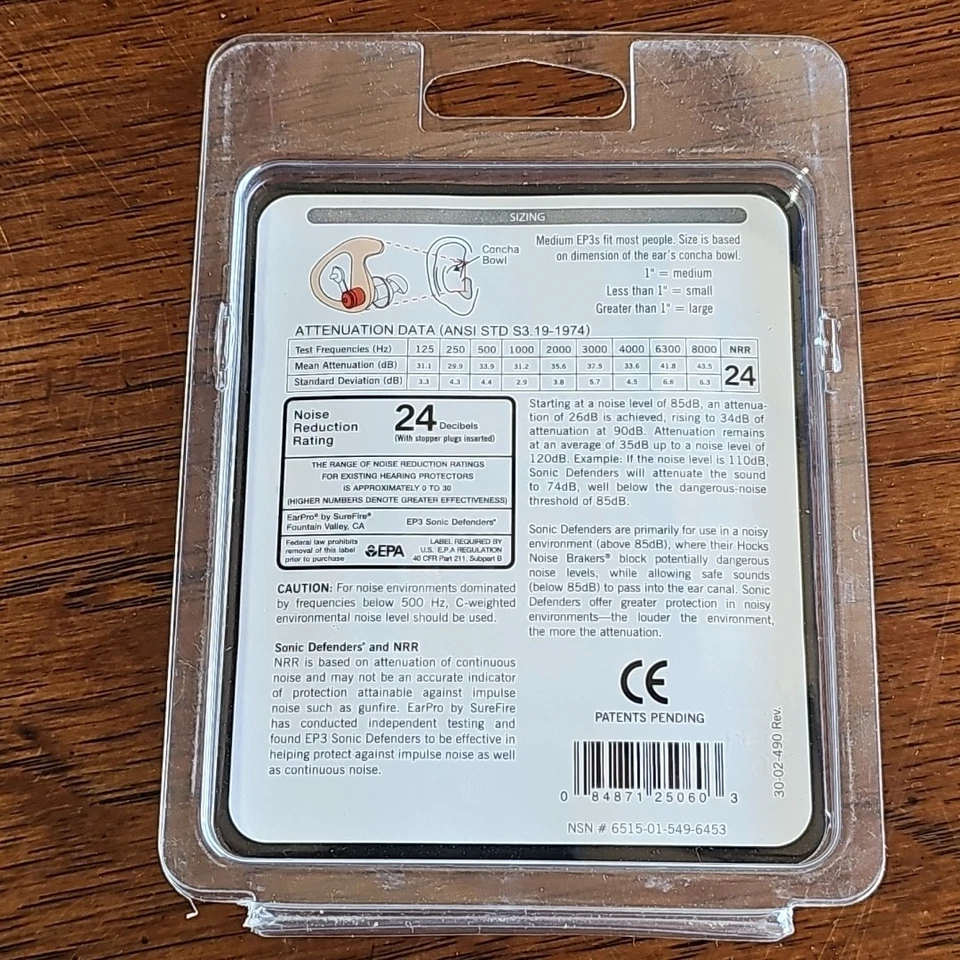 SIZING
Concha
Bowl
Medium EP3s fit most people. Size is based
on dimension of the ear's concha bowl.
1" = medium
Less than 1" = small
Greater than 1" = large
ATTENUATION DATA (ANSI STD S3.19-1974)
Test Frequencies (Hz) 125 250 500 1000 2000 3000 4000 6300 8000 NRR
Mean Attenuation (dB) 31.1 29.9 33.9 31.2 35.6 37.5 33.6 41.8 43.5 24
Standard Deviation (dB) 3.3 4.3 4.4 2.9 3.8 5.7 4.5 6.6 6.3
Noise
Reduction
Rating
24 Decibels
(With stopper plugs inserted)
THE RANGE OF NOISE REDUCTION RATINGS
FOR EXISTING HEARING PROTECTORS
IS APPROXIMATELY 0 TO 30
(HIGHER NUMBERS DENOTE GREATER EFFECTIVENESS)
EarPro® by SureFire®
Fountain Valley, CA
EP3 Sonic Defenders®
Federal law prohibits
removal of this label
prior to purchase
EPA
LABEL REQUIRED BY
U.S. E.P.A REGULATION
40 CFR Part 211, Subpart B
CAUTION: For noise environments dominated
by frequencies below 500 Hz, C-weighted
environmental noise level should be used.
Sonic Defenders® and NRR
NRR is based on attenuation of continuous
noise and may not be an accurate indicator
of protection attainable against impulse
noise such as gunfire. EarPro by SureFire
has conducted independent testing and
found EP3 Sonic Defenders to be effective in
helping protect against impulse noise as well
as continuous noise.
Starting at a noise level of 85dB, an attenua-
tion of 26dB is achieved, rising to 34dB of
attenuation at 90dB. Attenuation remains
at an average of 35dB up to a noise level of
120dB. Example: If the noise level is 110dB,
Sonic Defenders will attenuate the sound
to 74dB, well below the dangerous-noise
threshold of 85dB.
Sonic Defenders are primarily for use in a noisy
environment (above 85dB), where their Hocks
Noise Brakers® block potentially dangerous
noise levels, while allowing safe sounds
(below 85dB) to pass into the ear canal. Sonic
Defenders offer greater protection in noisy
environments—the louder the environment,
the more the attenuation.
CE
PATENTS PENDING
0 84871 25060 3
NSN # 6515-01-549-6453
30-02-490 Rev.